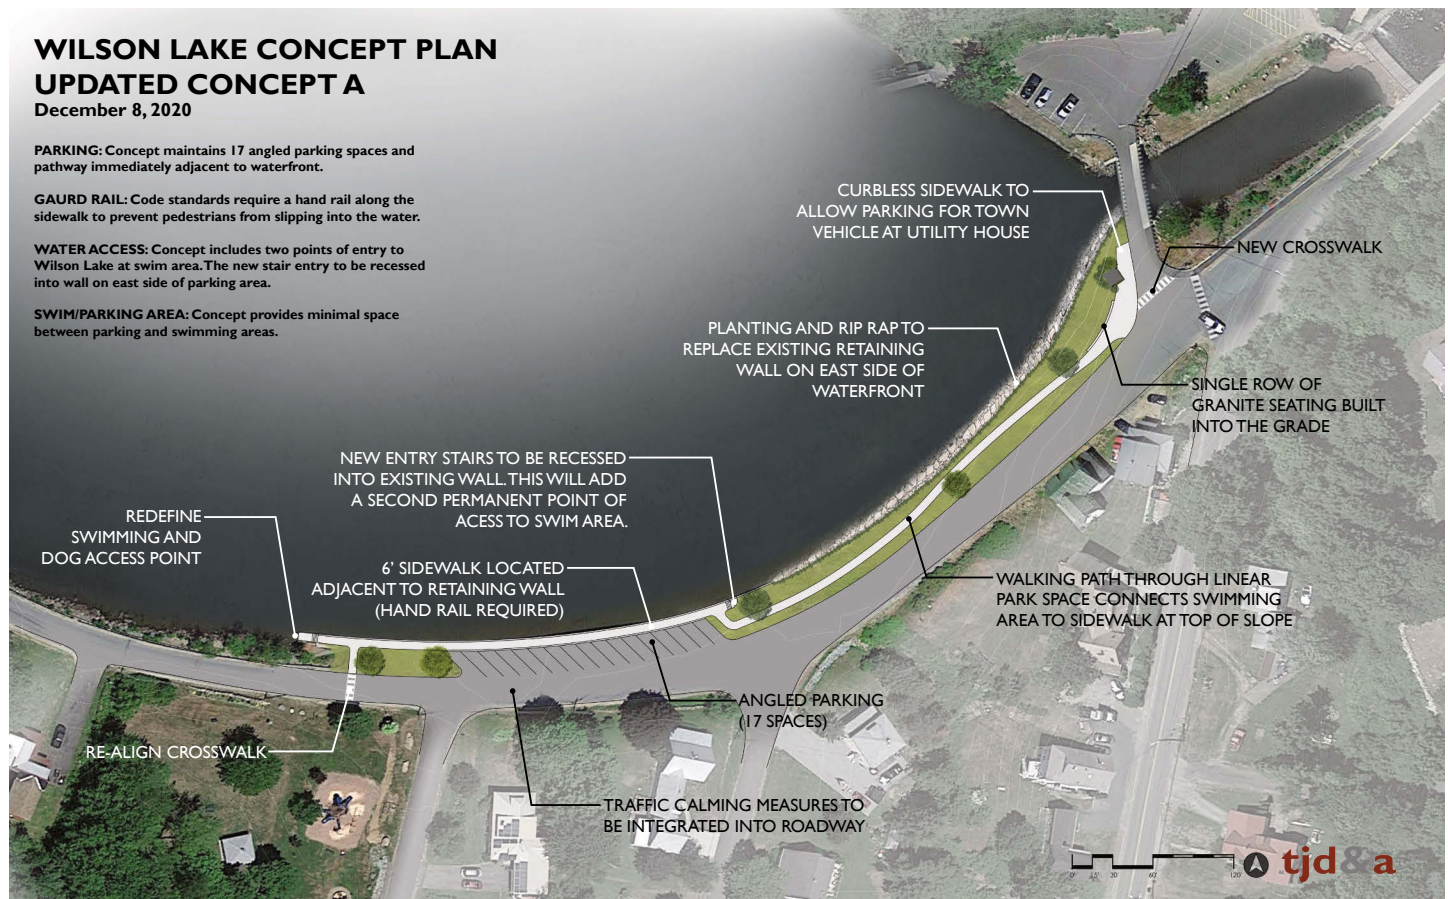 WILSON LAKE CONCEPT PLAN
UPDATED CONCEPT A
December 8, 2020
PARKING: Concept maintains 17 angled parking spaces and
pathway immediately adjacent to waterfront.
GAURD RAIL: Code standards require a hand rail along the
sidewalk to prevent pedestrians from slipping into the water.
WATER ACCESS: Concept includes two points of entry to
Wilson Lake at swim area. The new stair entry to be recessed
into wall on east side of parking area.
SWIM/PARKING AREA: Concept provides minimal space
between parking and swimming areas.
CURBLESS SIDEWALK TO
ALLOW PARKING FOR TOWN
VEHICLE AT UTILITY HOUSE
NEW CROSSWALK
PLANTING AND RIP RAP TO
REPLACE EXISTING RETAINING
WALL ON EAST SIDE OF
WATERFRONT
SINGLE ROW OF
GRANITE SEATING BUILT
INTO THE GRADE
NEW ENTRY STAIRS TO BE RECESSED
INTO EXISTING WALL. THIS WILL ADD
A SECOND PERMANENT POINT OF
ACESS TO SWIM AREA.
REDEFINE
SWIMMING AND
DOG ACCESS POINT
6' SIDEWALK LOCATED
ADJACENT TO RETAINING WALL
(HAND RAIL REQUIRED)
WALKING PATH THROUGH LINEAR
PARK SPACE CONNECTS SWIMMING
AREA TO SIDEWALK AT TOP OF SLOPE
ANGLED PARKING
(17 SPACES)
RE-ALIGN CROSSWALK
TRAFFIC CALMING MEASURES TO
BE INTEGRATED INTO ROADWAY
0' 15' 30' 60' 120'
tjd&a